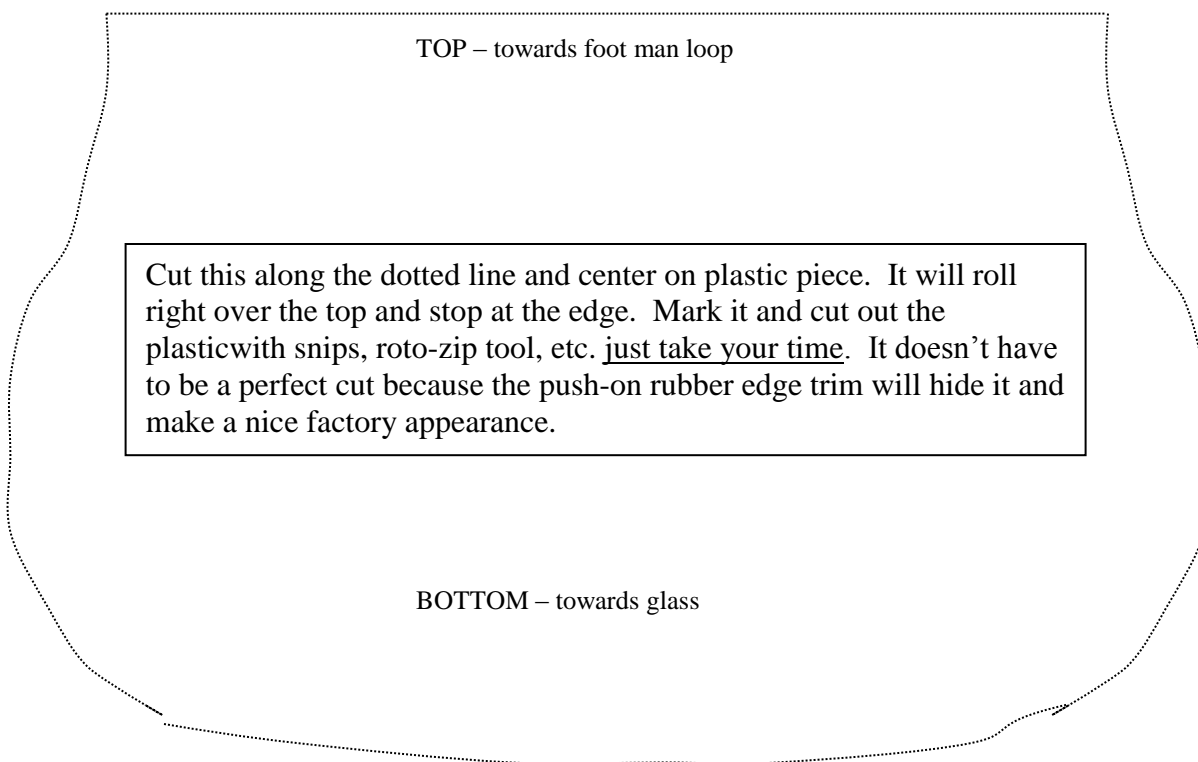 TOP – towards foot man loop
Cut this along the dotted line and center on plastic piece.  It will roll
right over the top and stop at the edge.  Mark it and cut out the
plasticwith snips, roto-zip tool, etc. just take your time.  It doesn’t have
to be a perfect cut because the push-on rubber edge trim will hide it and
make a nice factory appearance.
BOTTOM – towards glass